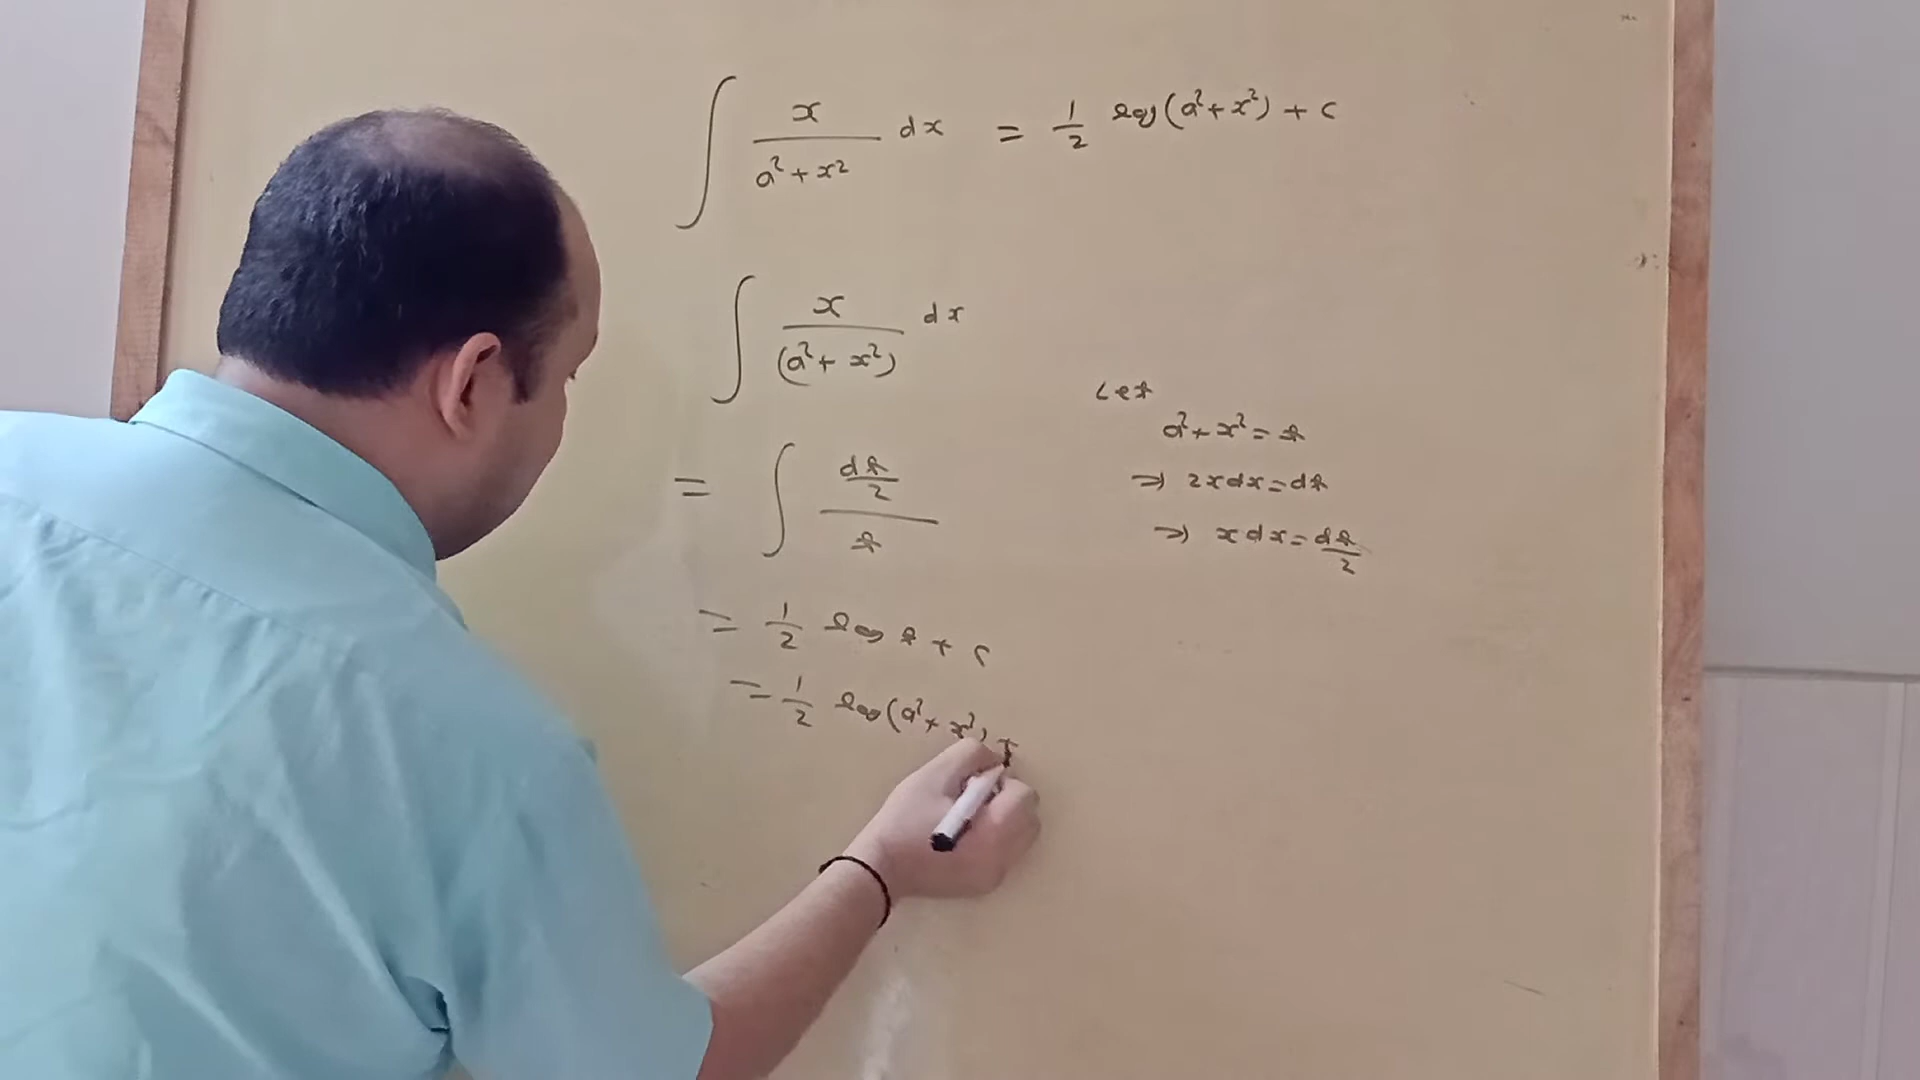 ∫ x / (a² + x²) dx = 1/2 log(a² + x²) + c
∫ x / (a² + x²) dx
= ∫ (dt/2) / t
= 1/2 log t + c
= 1/2 log(a² + x²) +
Let
a² + x² = t
⇒ 2x dx = dt
⇒ x dx = dt/2